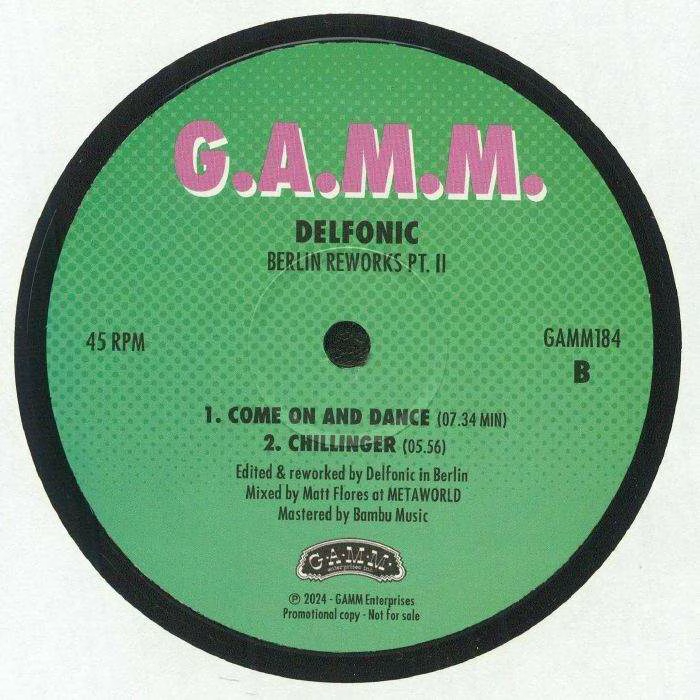 G.A.M.M.
DELFONIC
BERLIN REWORKS PT. II
45 RPM
GAMM184
B
1. COME ON AND DANCE (07.34 MIN)
2. CHILLINGER (05.56)
Edited & reworked by Delfonic in Berlin
Mixed by Matt Flores at METAWORLD
Mastered by Bambu Music
G·A·M·M·
enterprises inc.
℗ 2024 - GAMM Enterprises
Promotional copy - Not for sale